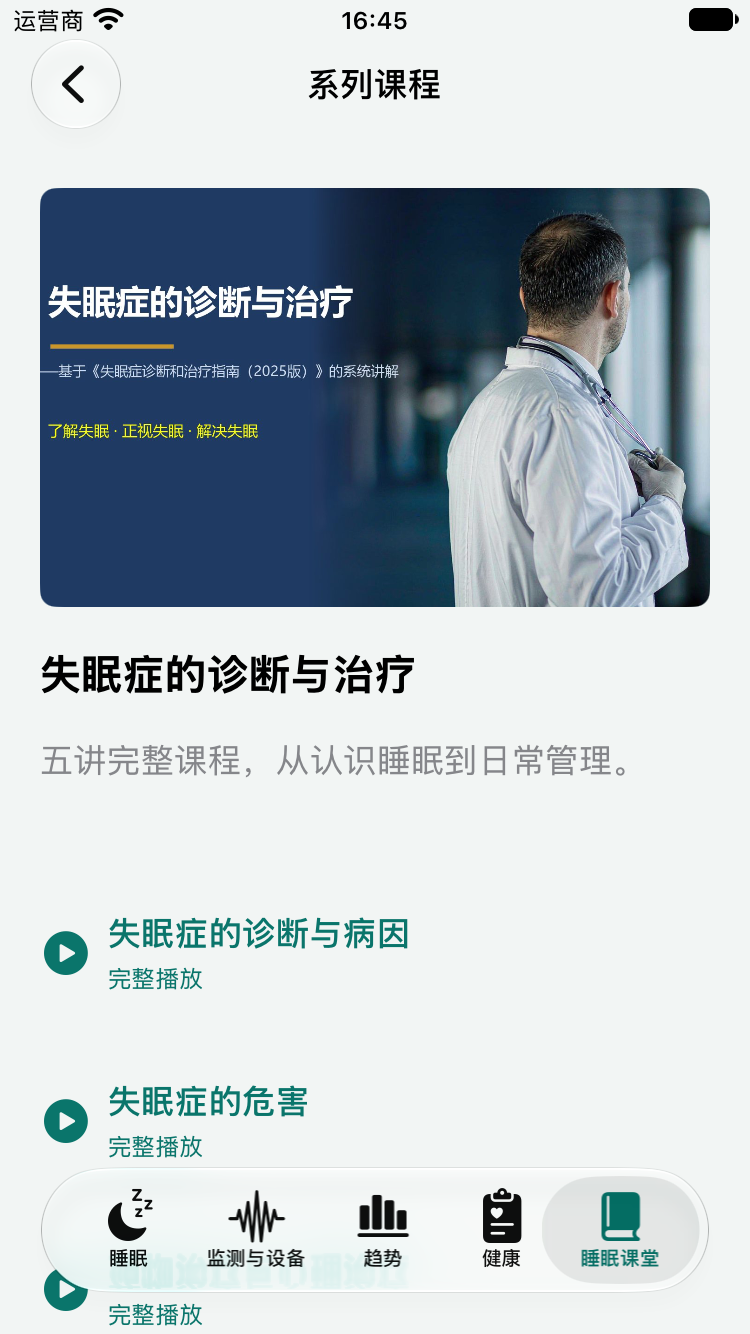 运营商
16:45
系列课程
失眠症的诊断与治疗
—基于《失眠症诊断和治疗指南（2025版）》的系统讲解
了解失眠 · 正视失眠 · 解决失眠
失眠症的诊断与治疗
五讲完整课程，从认识睡眠到日常管理。
失眠症的诊断与病因
完整播放
失眠症的危害
完整播放
睡眠
监测与设备
趋势
健康
睡眠课堂
完整播放